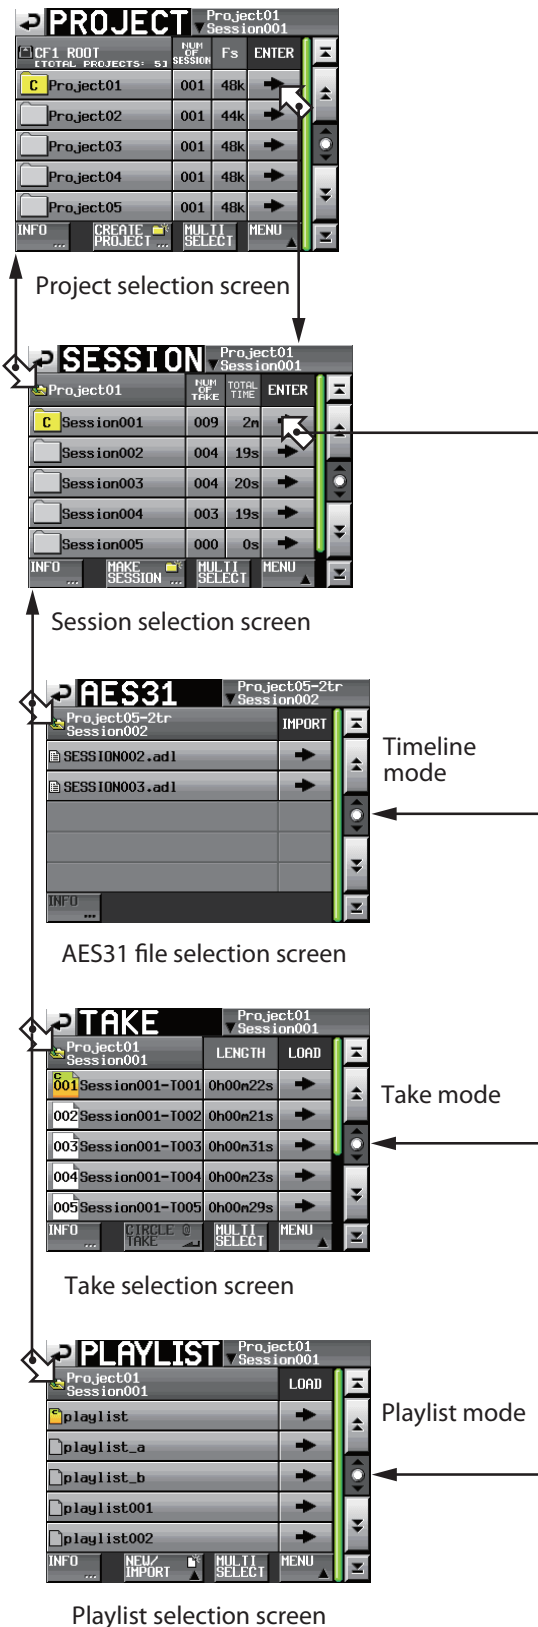 PROJECT
Project01
Session001
CF1 ROOT
[TOTAL PROJECTS: 5]
NUM OF SESSION
Fs
ENTER
C Project01 001 48k
Project02 001 44k
Project03 001 48k
Project04 001 48k
Project05 001 48k
INFO ...
CREATE PROJECT ...
MULTI SELECT
MENU
Project selection screen
SESSION
Project01
Session001
Project01
NUM OF TAKE
TOTAL TIME
ENTER
C Session001 009 2m
Session002 004 19s
Session003 004 20s
Session004 003 19s
Session005 000 0s
INFO ...
MAKE SESSION ...
MULTI SELECT
MENU
Session selection screen
AES31
Project05-2tr
Session002
Project05-2tr
Session002
IMPORT
SESSION002.adl
SESSION003.adl
INFO ...
Timeline
mode
AES31 file selection screen
TAKE
Project01
Session001
Project01
Session001
LENGTH
LOAD
C 001 Session001-T001 0h00m22s
002 Session001-T002 0h00m21s
003 Session001-T003 0h00m31s
004 Session001-T004 0h00m23s
005 Session001-T005 0h00m29s
INFO ...
CIRCLE @ TAKE
MULTI SELECT
MENU
Take mode
Take selection screen
PLAYLIST
Project01
Session001
Project01
Session001
LOAD
C playlist
playlist_a
playlist_b
playlist001
playlist002
INFO ...
NEW/ IMPORT
MULTI SELECT
MENU
Playlist mode
Playlist selection screen